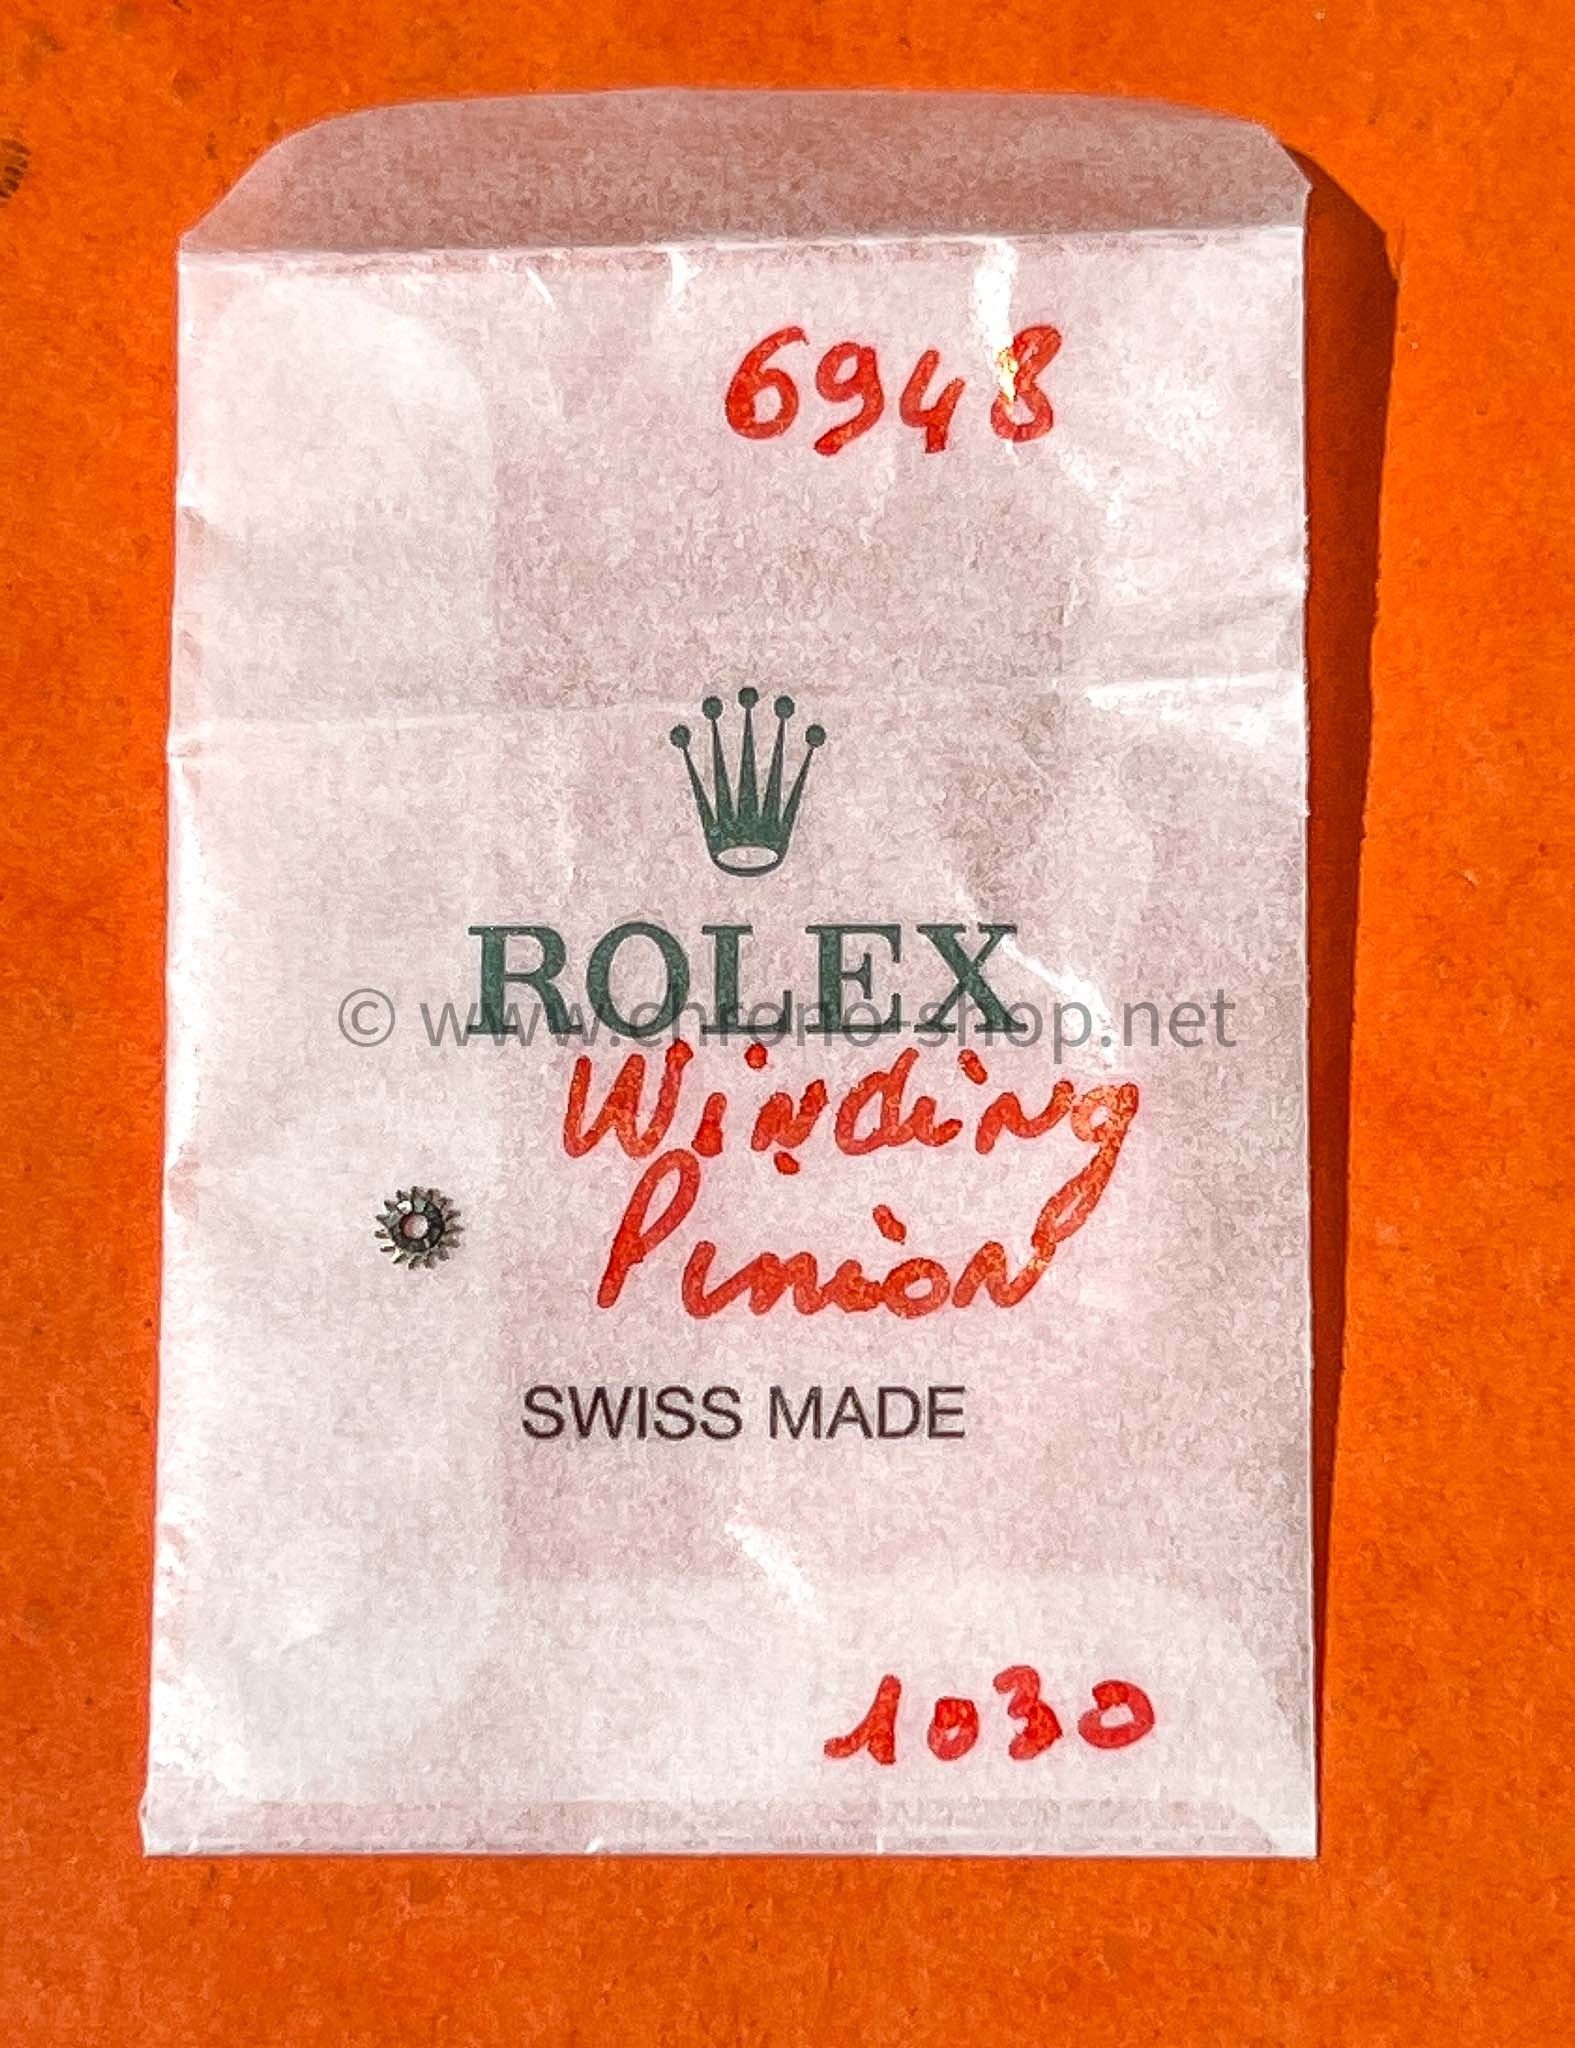 6948
ROLEX
© www.chrono-shop.net
Winding
Pinion
SWISS MADE
1030